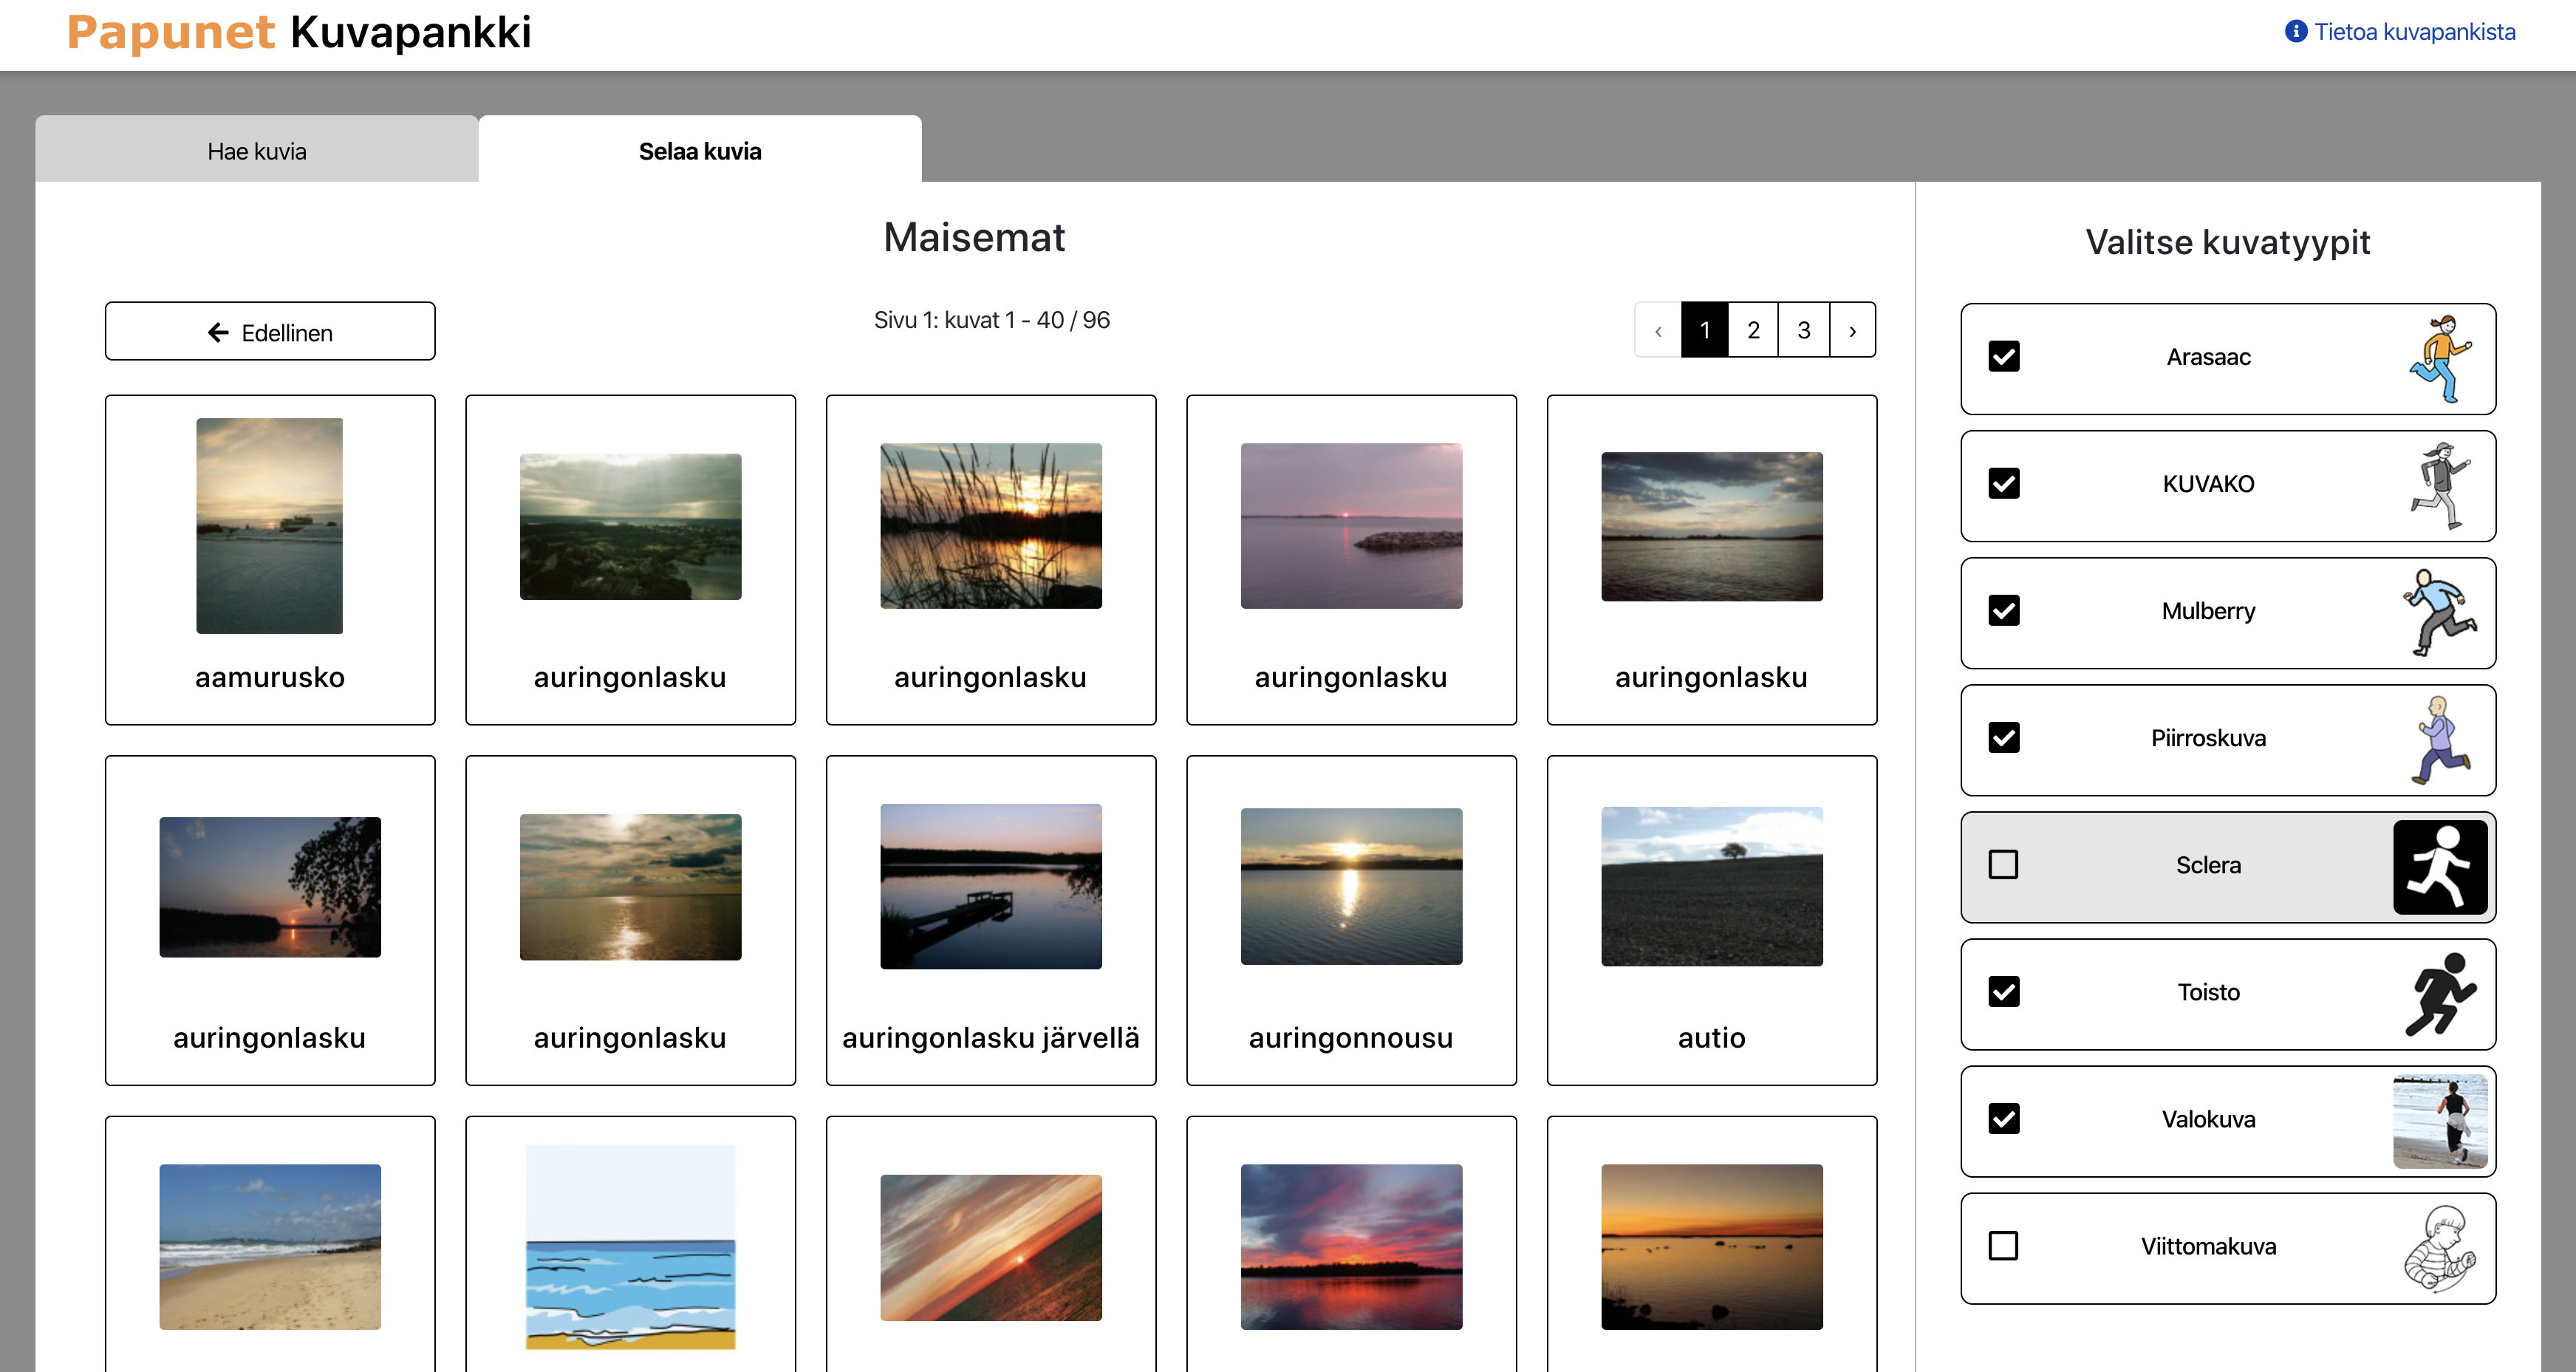 Papunet Kuvapankki
Tietoa kuvapankista
Hae kuvia
Selaa kuvia
Maisemat
Edellinen
Sivu 1: kuvat 1 - 40 / 96
‹ 1 2 3 ›
aamurusko
auringonlasku
auringonlasku
auringonlasku
auringonlasku
auringonlasku
auringonlasku
auringonlasku järvellä
auringonnousu
autio
Valitse kuvatyypit
Arasaac
KUVAKO
Mulberry
Piirroskuva
Sclera
Toisto
Valokuva
Viittomakuva